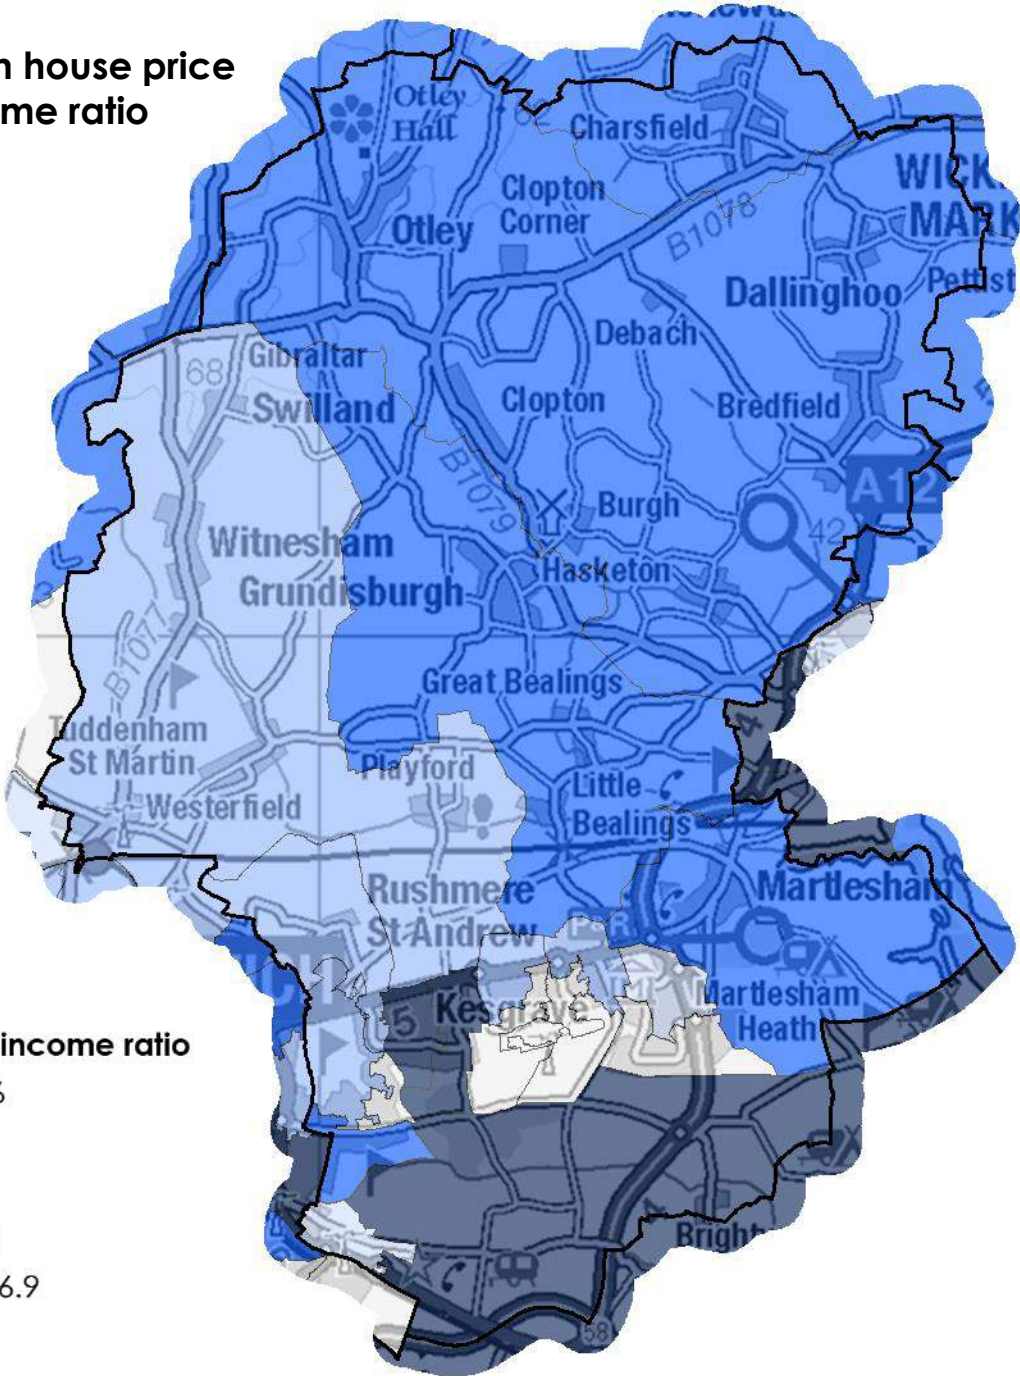 n house price
me ratio
Otley
Hall
Charsfield
WICK
MARK
Clopton
Corner
Otley
B1078
Dallinghoo
Pettist
Debach
Gibraltar
68
Swilland
Clopton
Bredfield
B1079
A12
Burgh
42
Witnesham
Hasketon
Grundisburgh
B1077
Great Bealings
Tuddenham
St Martin
Playford
Little
Bealings
Westerfield
Rushmere
St Andrew
Martlesham
P&R
Kesgrave
Martlesham
Heath
5
income ratio
6.9
Bright
58